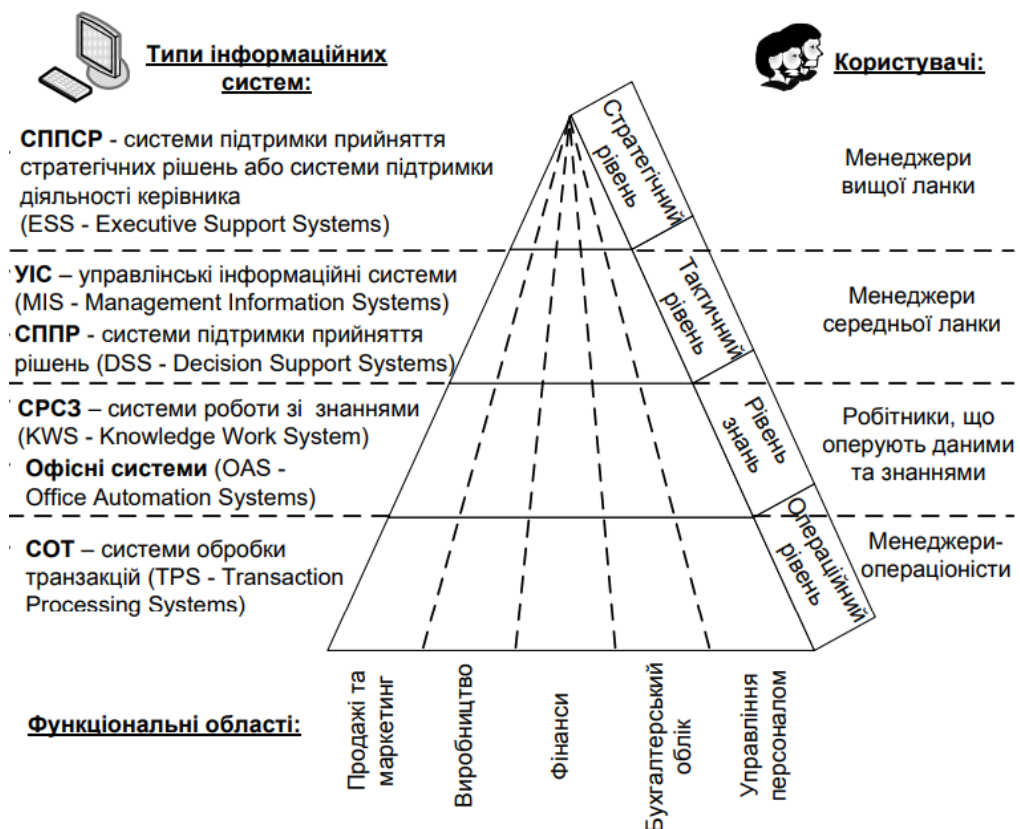 Типи інформаційних
систем:
Користувачі:
СППСР - системи підтримки прийняття
стратегічних рішень або системи підтримки
діяльності керівника
(ESS - Executive Support Systems)
Стратегічний
рівень
Менеджери
вищої ланки
УІС – управлінські інформаційні системи
(MIS - Management Information Systems)
СППР - системи підтримки прийняття
рішень (DSS - Decision Support Systems)
Тактичний
рівень
Менеджери
середньої ланки
СРСЗ – системи роботи зі знаннями
(KWS - Knowledge Work System)
Офісні системи (OAS -
Office Automation Systems)
Рівень
знань
Робітники, що
оперують даними
та знаннями
СОТ – системи обробки
транзакцій (TPS - Transaction
Processing Systems)
Операційний
рівень
Менеджери-
операціоністи
Функціональні області:
Продажі та
маркетинг
Виробництво
Фінанси
Бухгалтерський
облік
Управління
персоналом